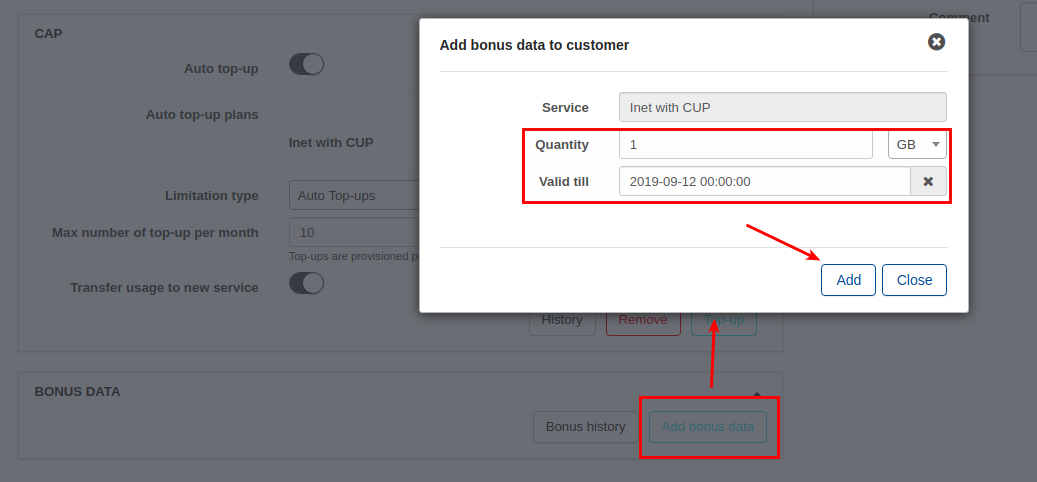 Comment
CAP
Auto top-up
Auto top-up plans
Inet with CUP
Limitation type
Auto Top-ups
Max number of top-up per month
10
Top-ups are provisioned
Transfer usage to new service
History
Remove
Top-up
BONUS DATA
Bonus history
Add bonus data
Add bonus data to customer
Service
Inet with CUP
Quantity
1
GB
Valid till
2019-09-12 00:00:00
Add
Close